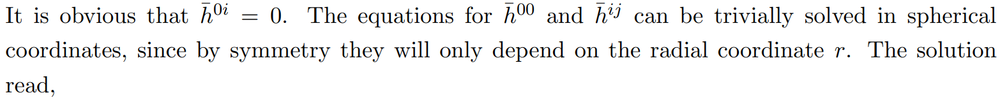 It is obvious that $\bar{h}^{0i} = 0$. The equations for $\bar{h}^{00}$ and $\bar{h}^{ij}$ can be trivially solved in spherical
coordinates, since by symmetry they will only depend on the radial coordinate $r$. The solution
read,